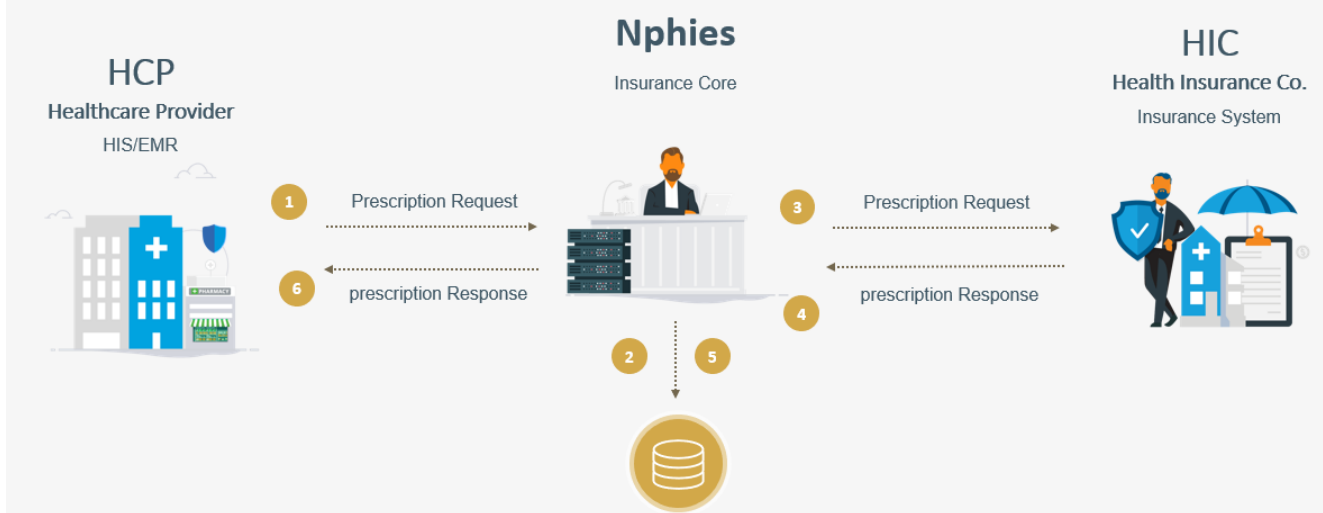 Nphies
Insurance Core
HCP
Healthcare Provider
HIS/EMR
HIC
Health Insurance Co.
Insurance System
1
Prescription Request
3
Prescription Request
PHARMACY
6
prescription Response
4
prescription Response
2
5